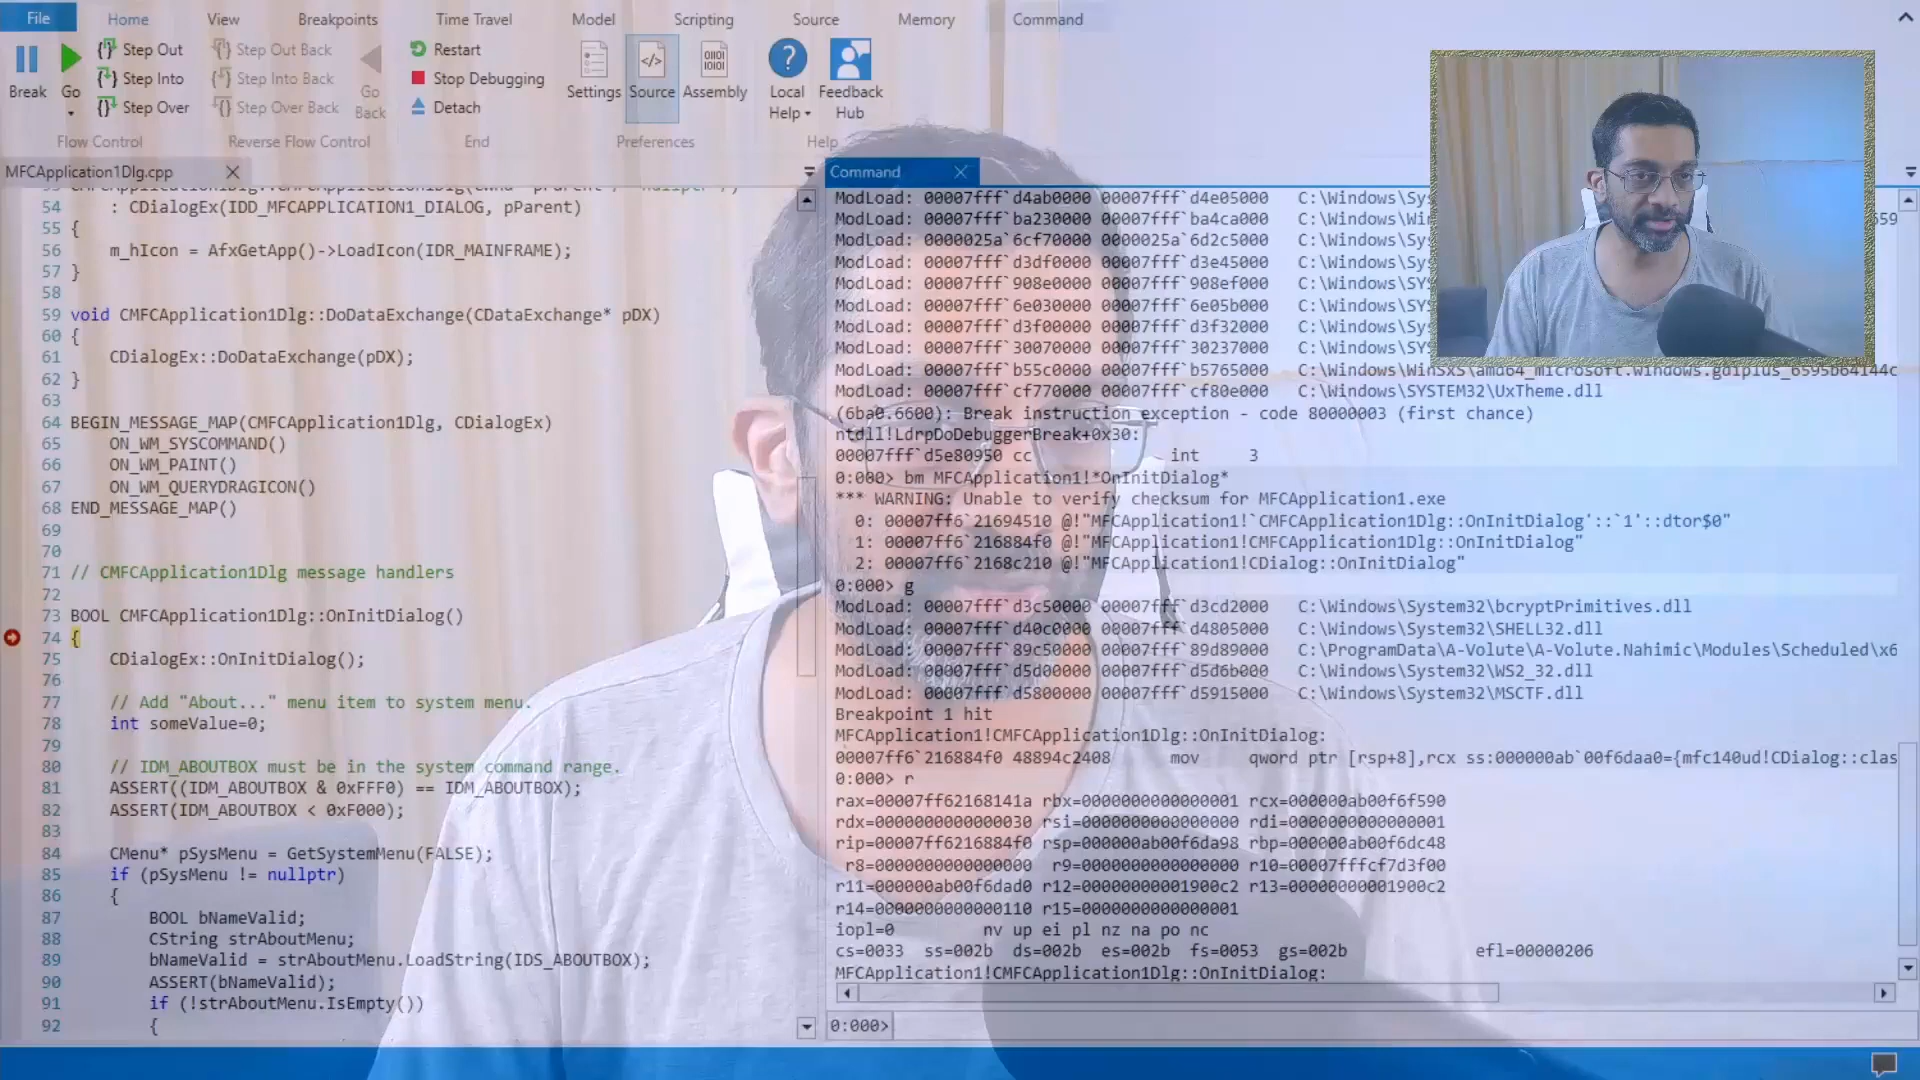 File Home View Breakpoints Time Travel Model Scripting Source Memory Command
Break
Go
Step Out
Step Into
Step Over
Flow Control
Step Out Back
Step Into Back
Step Over Back
Go Back
Reverse Flow Control
Restart
Stop Debugging
Detach
End
Settings
Source
Assembly
Preferences
Local Help
Feedback Hub
Help
MFCApplication1Dlg.cpp
54 : CDialogEx(IDD_MFCAPPLICATION1_DIALOG, pParent)
55 {
56 m_hIcon = AfxGetApp()->LoadIcon(IDR_MAINFRAME);
57 }
58
59 void CMFCApplication1Dlg::DoDataExchange(CDataExchange* pDX)
60 {
61 CDialogEx::DoDataExchange(pDX);
62 }
63
64 BEGIN_MESSAGE_MAP(CMFCApplication1Dlg, CDialogEx)
65 ON_WM_SYSCOMMAND()
66 ON_WM_PAINT()
67 ON_WM_QUERYDRAGICON()
68 END_MESSAGE_MAP()
69
70
71 // CMFCApplication1Dlg message handlers
72
73 BOOL CMFCApplication1Dlg::OnInitDialog()
74 {
75 CDialogEx::OnInitDialog();
76
77 // Add "About..." menu item to system menu.
78 int someValue=0;
79
80 // IDM_ABOUTBOX must be in the system command range.
81 ASSERT((IDM_ABOUTBOX & 0xFFF0) == IDM_ABOUTBOX);
82 ASSERT(IDM_ABOUTBOX < 0xF000);
83
84 CMenu* pSysMenu = GetSystemMenu(FALSE);
85 if (pSysMenu != nullptr)
86 {
87 BOOL bNameValid;
88 CString strAboutMenu;
89 bNameValid = strAboutMenu.LoadString(IDS_ABOUTBOX);
90 ASSERT(bNameValid);
91 if (!strAboutMenu.IsEmpty())
92 {
Command
ModLoad: 00007fff`d4ab0000 00007fff`d4e05000 C:\Windows\Sys
ModLoad: 00007fff`ba230000 00007fff`ba4ca000 C:\Windows\Win
ModLoad: 0000025a`6cf70000 0000025a`6d2c5000 C:\Windows\Sys
ModLoad: 00007fff`d3df0000 00007fff`d3e45000 C:\Windows\Sys
ModLoad: 00007fff`908e0000 00007fff`908ef000 C:\Windows\SYS
ModLoad: 00007fff`6e030000 00007fff`6e05b000 C:\Windows\SYS
ModLoad: 00007fff`d3f00000 00007fff`d3f32000 C:\Windows\Sys
ModLoad: 00007fff`30070000 00007fff`30237000 C:\Windows\SYS
ModLoad: 00007fff`b55c0000 00007fff`b5765000 C:\Windows\WinSxS\amd64_microsoft.windows.gdiplus_6595b64144c
ModLoad: 00007fff`cf770000 00007fff`cf80e000 C:\Windows\SYSTEM32\UxTheme.dll
(6ba0.6600): Break instruction exception - code 80000003 (first chance)
ntdll!LdrpDoDebuggerBreak+0x30:
00007fff`d5e80950 cc int 3
0:000> bm MFCApplication1!*OnInitDialog*
*** WARNING: Unable to verify checksum for MFCApplication1.exe
0: 00007ff6`21694510 @!"MFCApplication1!`CMFCApplication1Dlg::OnInitDialog'::`1'::dtor$0"
1: 00007ff6`216884f0 @!"MFCApplication1!CMFCApplication1Dlg::OnInitDialog"
2: 00007ff6`2168c210 @!"MFCApplication1!CDialog::OnInitDialog"
0:000> g
ModLoad: 00007fff`d3c50000 00007fff`d3cd2000 C:\Windows\System32\bcryptPrimitives.dll
ModLoad: 00007fff`d40c0000 00007fff`d4805000 C:\Windows\System32\SHELL32.dll
ModLoad: 00007fff`89c50000 00007fff`89d89000 C:\ProgramData\A-Volute\A-Volute.Nahimic\Modules\Scheduled\x6
ModLoad: 00007fff`d5d00000 00007fff`d5d6b000 C:\Windows\System32\WS2_32.dll
ModLoad: 00007fff`d5800000 00007fff`d5915000 C:\Windows\System32\MSCTF.dll
Breakpoint 1 hit
MFCApplication1!CMFCApplication1Dlg::OnInitDialog:
00007ff6`216884f0 48894c2408 mov qword ptr [rsp+8],rcx ss:000000ab`00f6daa0={mfc140ud!CDialog::clas
0:000> r
rax=00007ff62168141a rbx=0000000000000001 rcx=000000ab00f6f590
rdx=0000000000000030 rsi=0000000000000000 rdi=0000000000000001
rip=00007ff6216884f0 rsp=000000ab00f6da98 rbp=000000ab00f6dc48
r8=0000000000000000 r9=0000000000000000 r10=00007fffcf7d3f00
r11=000000ab00f6dad0 r12=00000000001900c2 r13=00000000001900c2
r14=0000000000000110 r15=0000000000000001
iopl=0 nv up ei pl nz na po nc
cs=0033 ss=002b ds=002b es=002b fs=0053 gs=002b efl=00000206
MFCApplication1!CMFCApplication1Dlg::OnInitDialog:
0:000>